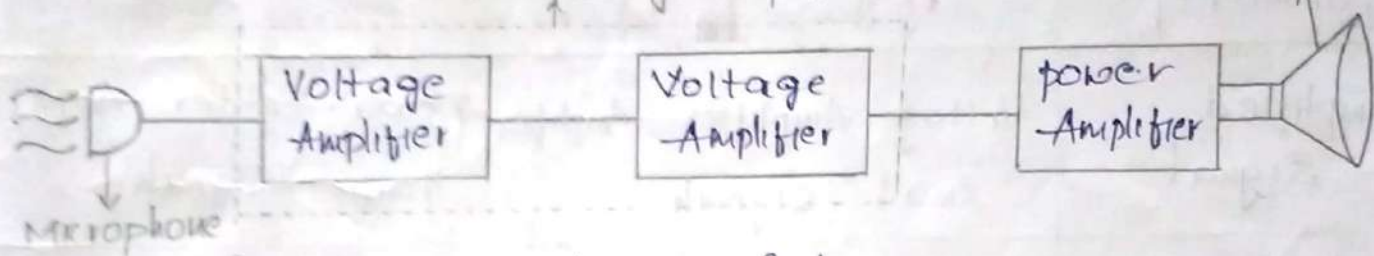 Voltage
Amplifier
Voltage
Amplifier
power
Amplifier
Microphone